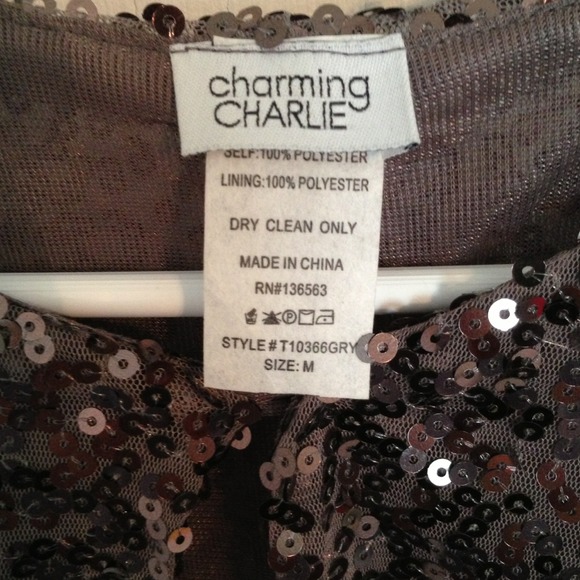 charming
CHARLIE
SELF:100% POLYESTER
LINING:100% POLYESTER
DRY CLEAN ONLY
MADE IN CHINA
RN#136563
STYLE # T10366GRY
SIZE: M